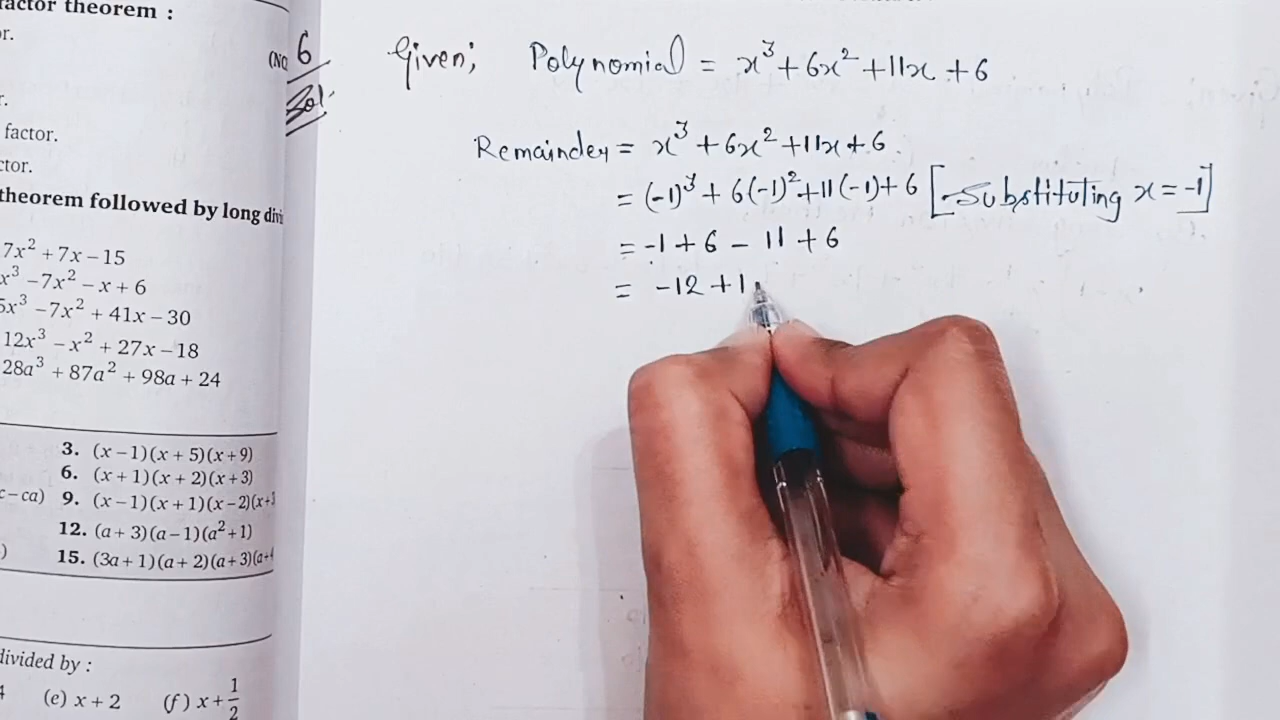 actor theorem :
r.
r.
factor.
ctor.
theorem followed by long divi
7x² + 7x – 15
x³ – 7x² – x + 6
5x³ – 7x² + 41x – 30
12x³ – x² + 27x – 18
28a³ + 87a² + 98a + 24
3. (x – 1)(x + 5)(x + 9)
6. (x + 1)(x + 2)(x + 3)
c – ca) 9. (x – 1)(x + 1)(x – 2)(x +
12. (a + 3)(a – 1)(a² + 1)
) 15. (3a + 1)(a + 2)(a + 3)(a +
divided by :
(e) x + 2 (f) x + 1/2
(NO 6 Given; Polynomial = x³ + 6x² + 11x + 6
Sol:
Remainder = x³ + 6x² + 11x + 6
= (-1)³ + 6(-1)² + 11(-1) + 6 [Substituting x = -1]
= -1 + 6 - 11 + 6
= -12 + 1